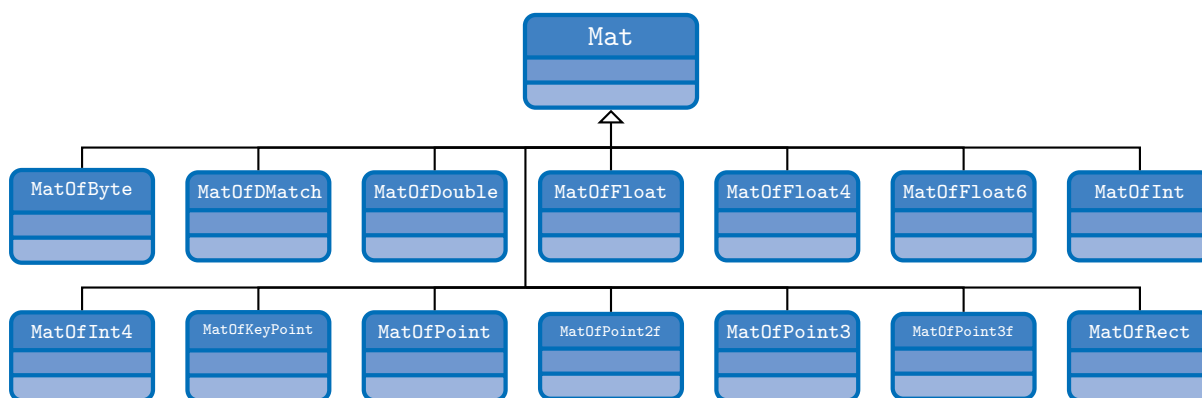 Mat
MatOfByte
MatOfDMatch
MatOfDouble
MatOfFloat
MatOfFloat4
MatOfFloat6
MatOfInt
MatOfInt4
MatOfKeyPoint
MatOfPoint
MatOfPoint2f
MatOfPoint3
MatOfPoint3f
MatOfRect